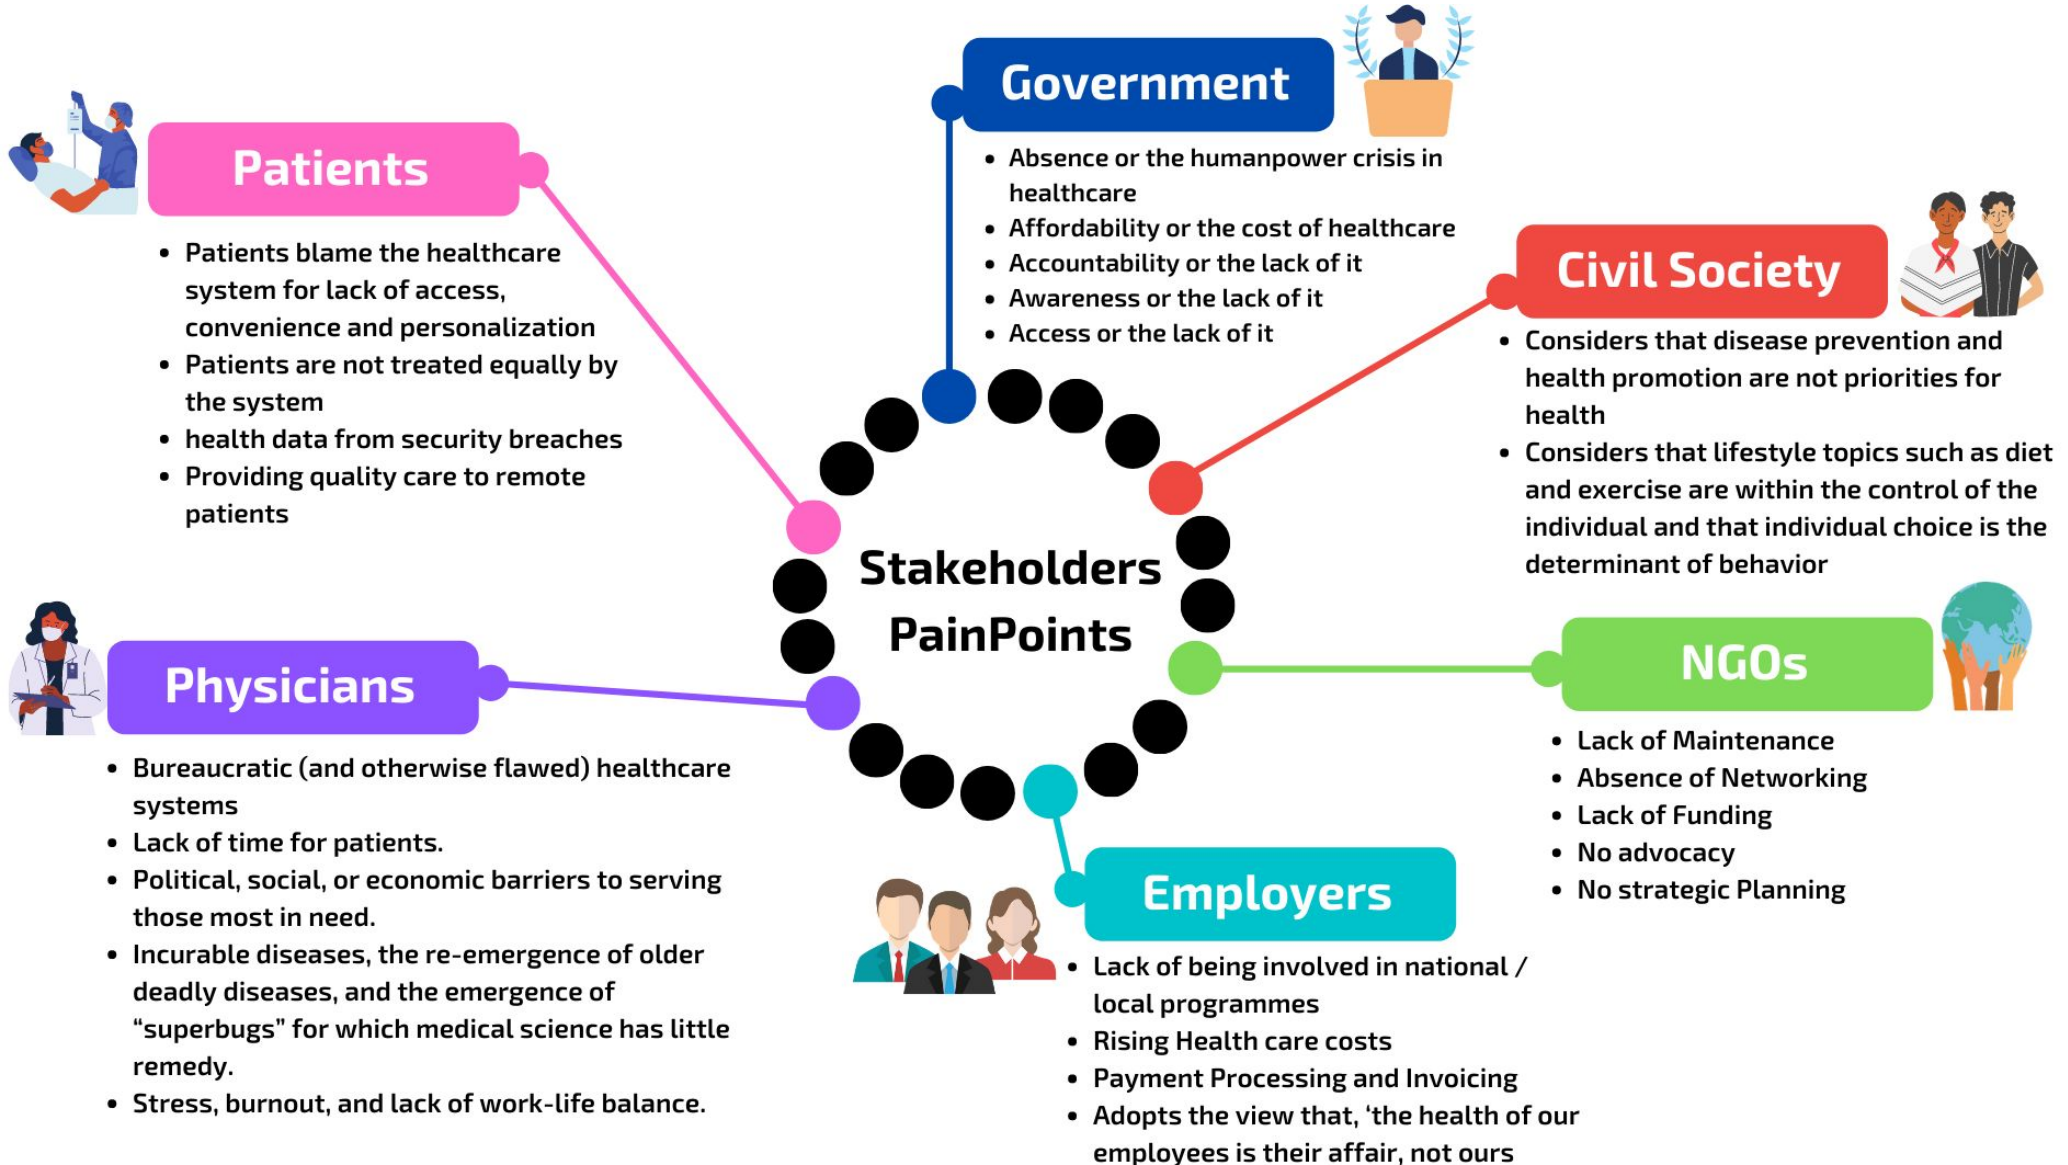 Government
• Absence or the humanpower crisis in
healthcare
• Affordability or the cost of healthcare
• Accountability or the lack of it
• Awareness or the lack of it
• Access or the lack of it
Patients
• Patients blame the healthcare
system for lack of access,
convenience and personalization
• Patients are not treated equally by
the system
• health data from security breaches
• Providing quality care to remote
patients
Civil Society
• Considers that disease prevention and
health promotion are not priorities for
health
• Considers that lifestyle topics such as diet
and exercise are within the control of the
individual and that individual choice is the
determinant of behavior
Stakeholders
PainPoints
Physicians
• Bureaucratic (and otherwise flawed) healthcare
systems
• Lack of time for patients.
• Political, social, or economic barriers to serving
those most in need.
• Incurable diseases, the re-emergence of older
deadly diseases, and the emergence of
“superbugs” for which medical science has little
remedy.
• Stress, burnout, and lack of work-life balance.
NGOs
• Lack of Maintenance
• Absence of Networking
• Lack of Funding
• No advocacy
• No strategic Planning
Employers
• Lack of being involved in national /
local programmes
• Rising Health care costs
• Payment Processing and Invoicing
• Adopts the view that, ‘the health of our
employees is their affair, not ours